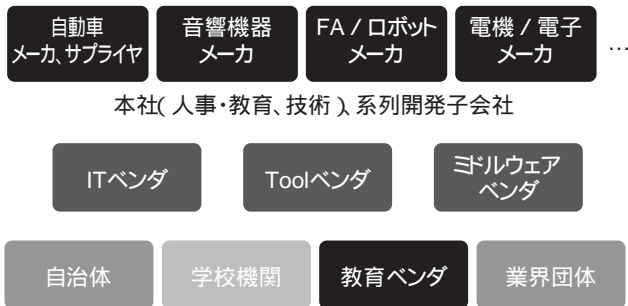 自動車
メーカ、サプライヤ
音響機器
メーカ
FA / ロボット
メーカ
電機 / 電子
メーカ
…
本社( 人事・教育、技術 )、系列開発子会社
ITベンダ
Toolベンダ
ミドルウェア
ベンダ
自治体
学校機関
教育ベンダ
業界団体